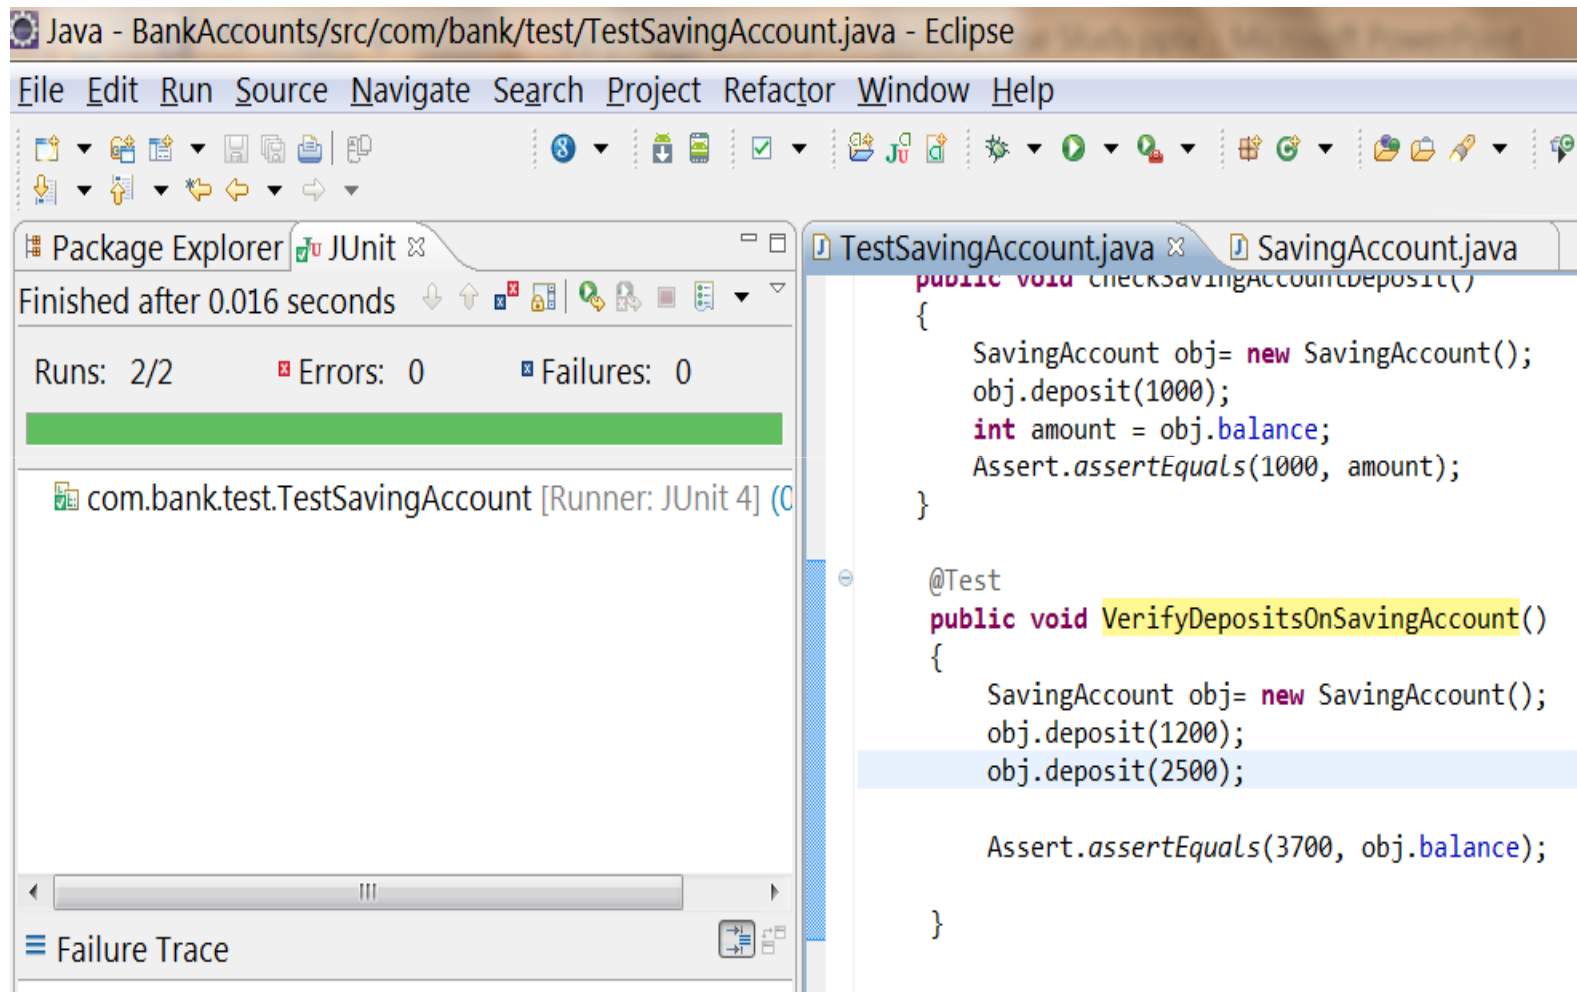 Java - BankAccounts/src/com/bank/test/TestSavingAccount.java - Eclipse
File Edit Run Source Navigate Search Project Refactor Window Help
Package Explorer JUnit
Finished after 0.016 seconds
Runs: 2/2 Errors: 0 Failures: 0
com.bank.test.TestSavingAccount [Runner: JUnit 4] (0
Failure Trace
TestSavingAccount.java SavingAccount.java
public void checkSavingAccountDeposit()
{
SavingAccount obj= new SavingAccount();
obj.deposit(1000);
int amount = obj.balance;
Assert.assertEquals(1000, amount);
}
@Test
public void VerifyDepositsOnSavingAccount()
{
SavingAccount obj= new SavingAccount();
obj.deposit(1200);
obj.deposit(2500);
Assert.assertEquals(3700, obj.balance);
}